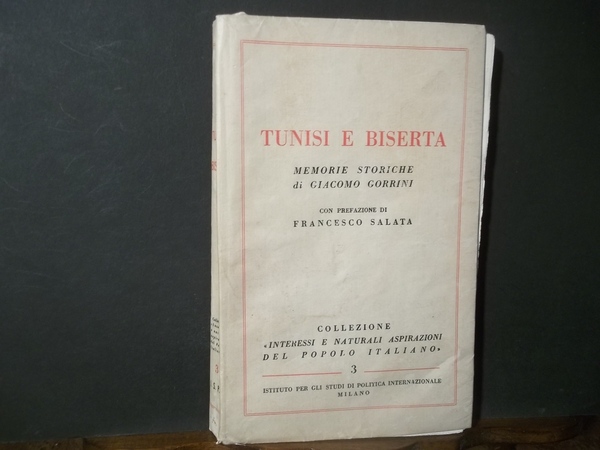 TUNISI E BISERTA
MEMORIE STORICHE
di GIACOMO GORRINI
CON PREFAZIONE DI
FRANCESCO SALATA
COLLEZIONE
«INTERESSI E NATURALI ASPIRAZIONI
DEL POPOLO ITALIANO»
3
ISTITUTO PER GLI STUDI DI POLITICA INTERNAZIONALE
MILANO
3